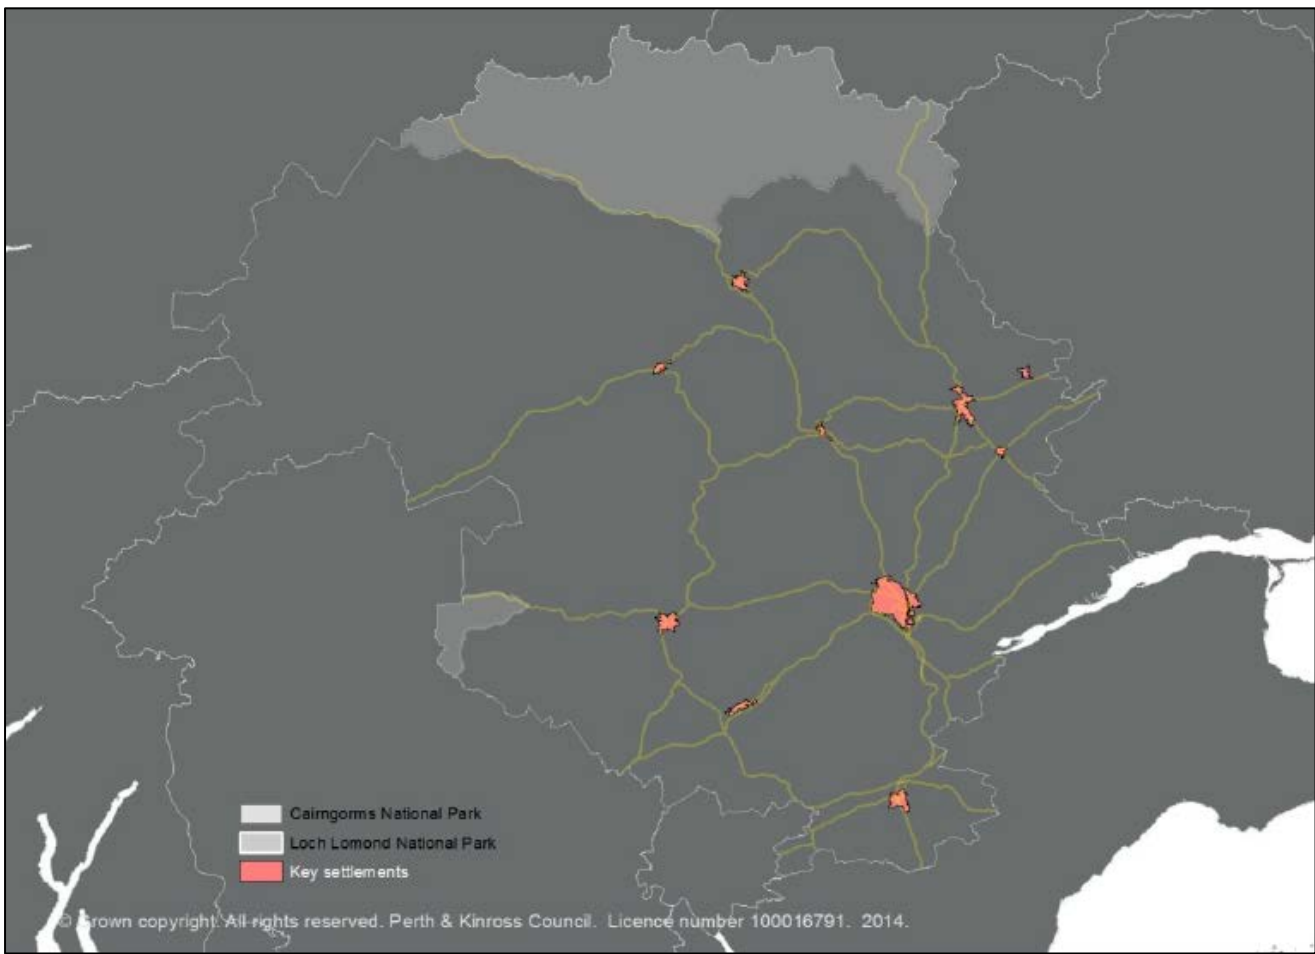 Cairngorms National Park
Loch Lomond National Park
Key settlements
© Crown copyright. All rights reserved. Perth & Kinross Council. Licence number 100016791. 2014.